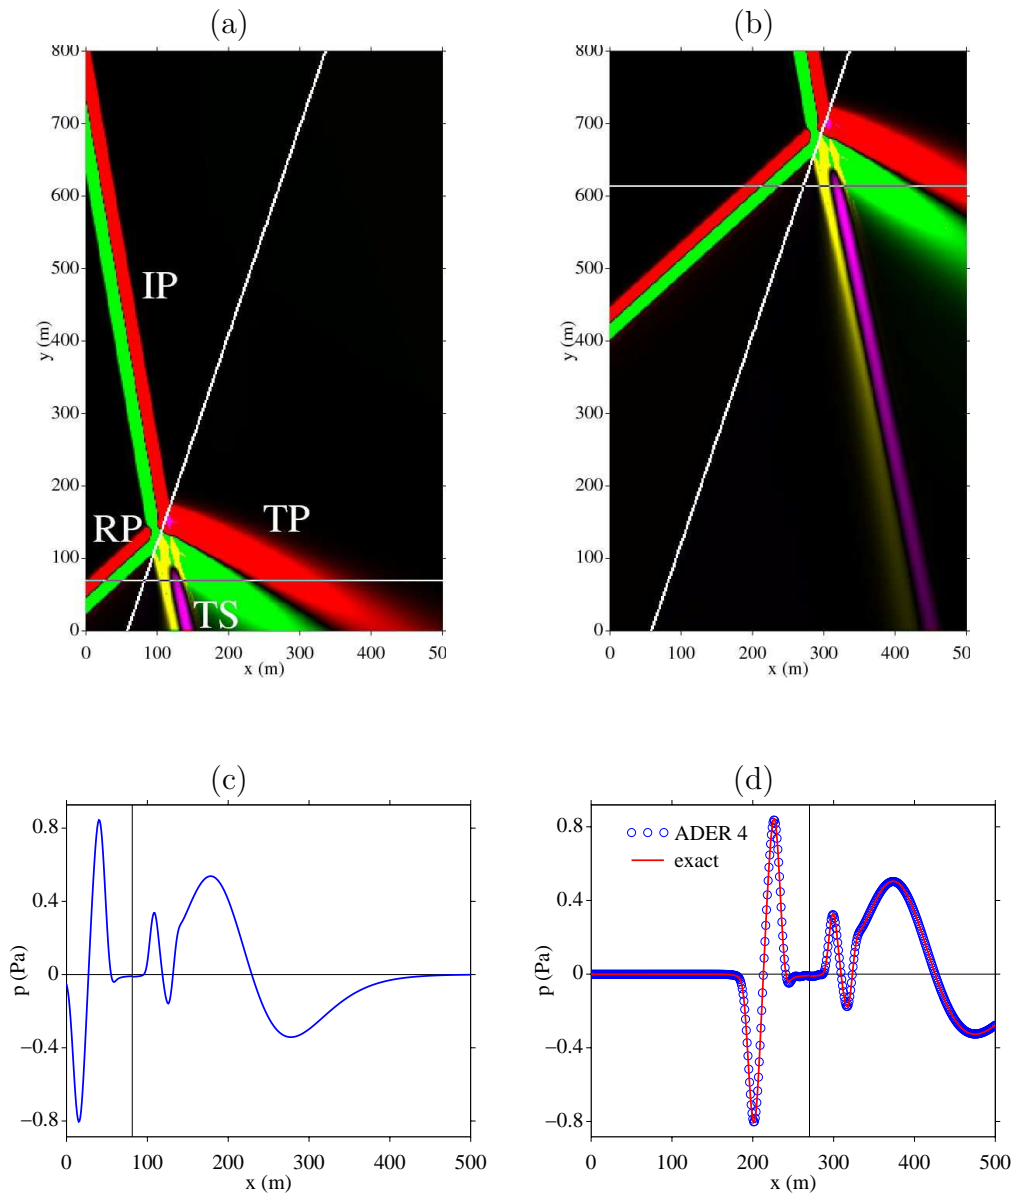 (a)
(b)
800
700
600
500
400
300
200
100
0
y (m)
IP
RP
TP
TS
0 100 200 300 400 50
x (m)
800
700
600
500
400
300
200
100
0
y (m)
0 100 200 300 400 50
x (m)
(c)
(d)
0.8
0.4
0
−0.4
−0.8
p (Pa)
0 100 200 300 400 500
x (m)
0.8
0.4
0
−0.4
−0.8
p (Pa)
ADER 4
exact
0 100 200 300 400 500
x (m)